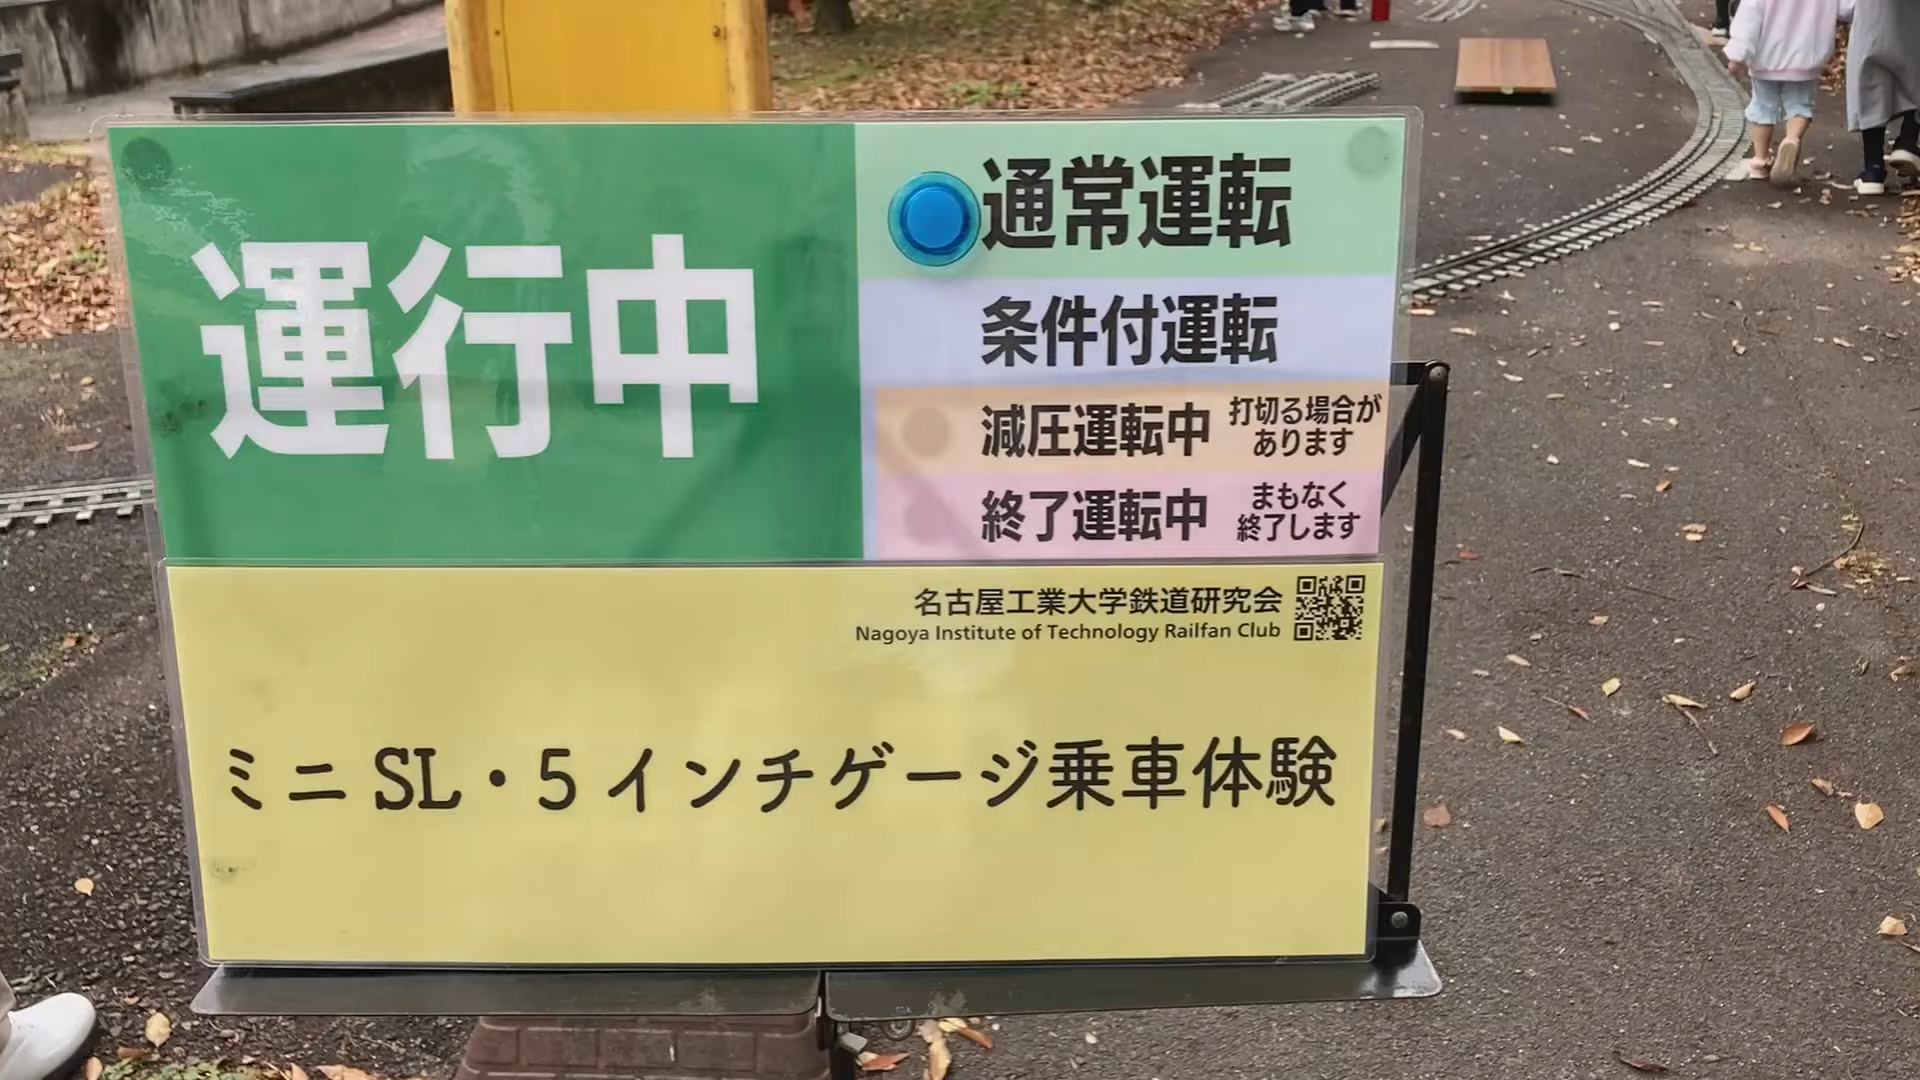 運行中
通常運転
条件付運転
減圧運転中 打切る場合が
あります
終了運転中 まもなく
終了します
名古屋工業大学鉄道研究会
Nagoya Institute of Technology Railfan Club
ミニSL・5インチゲージ乗車体験